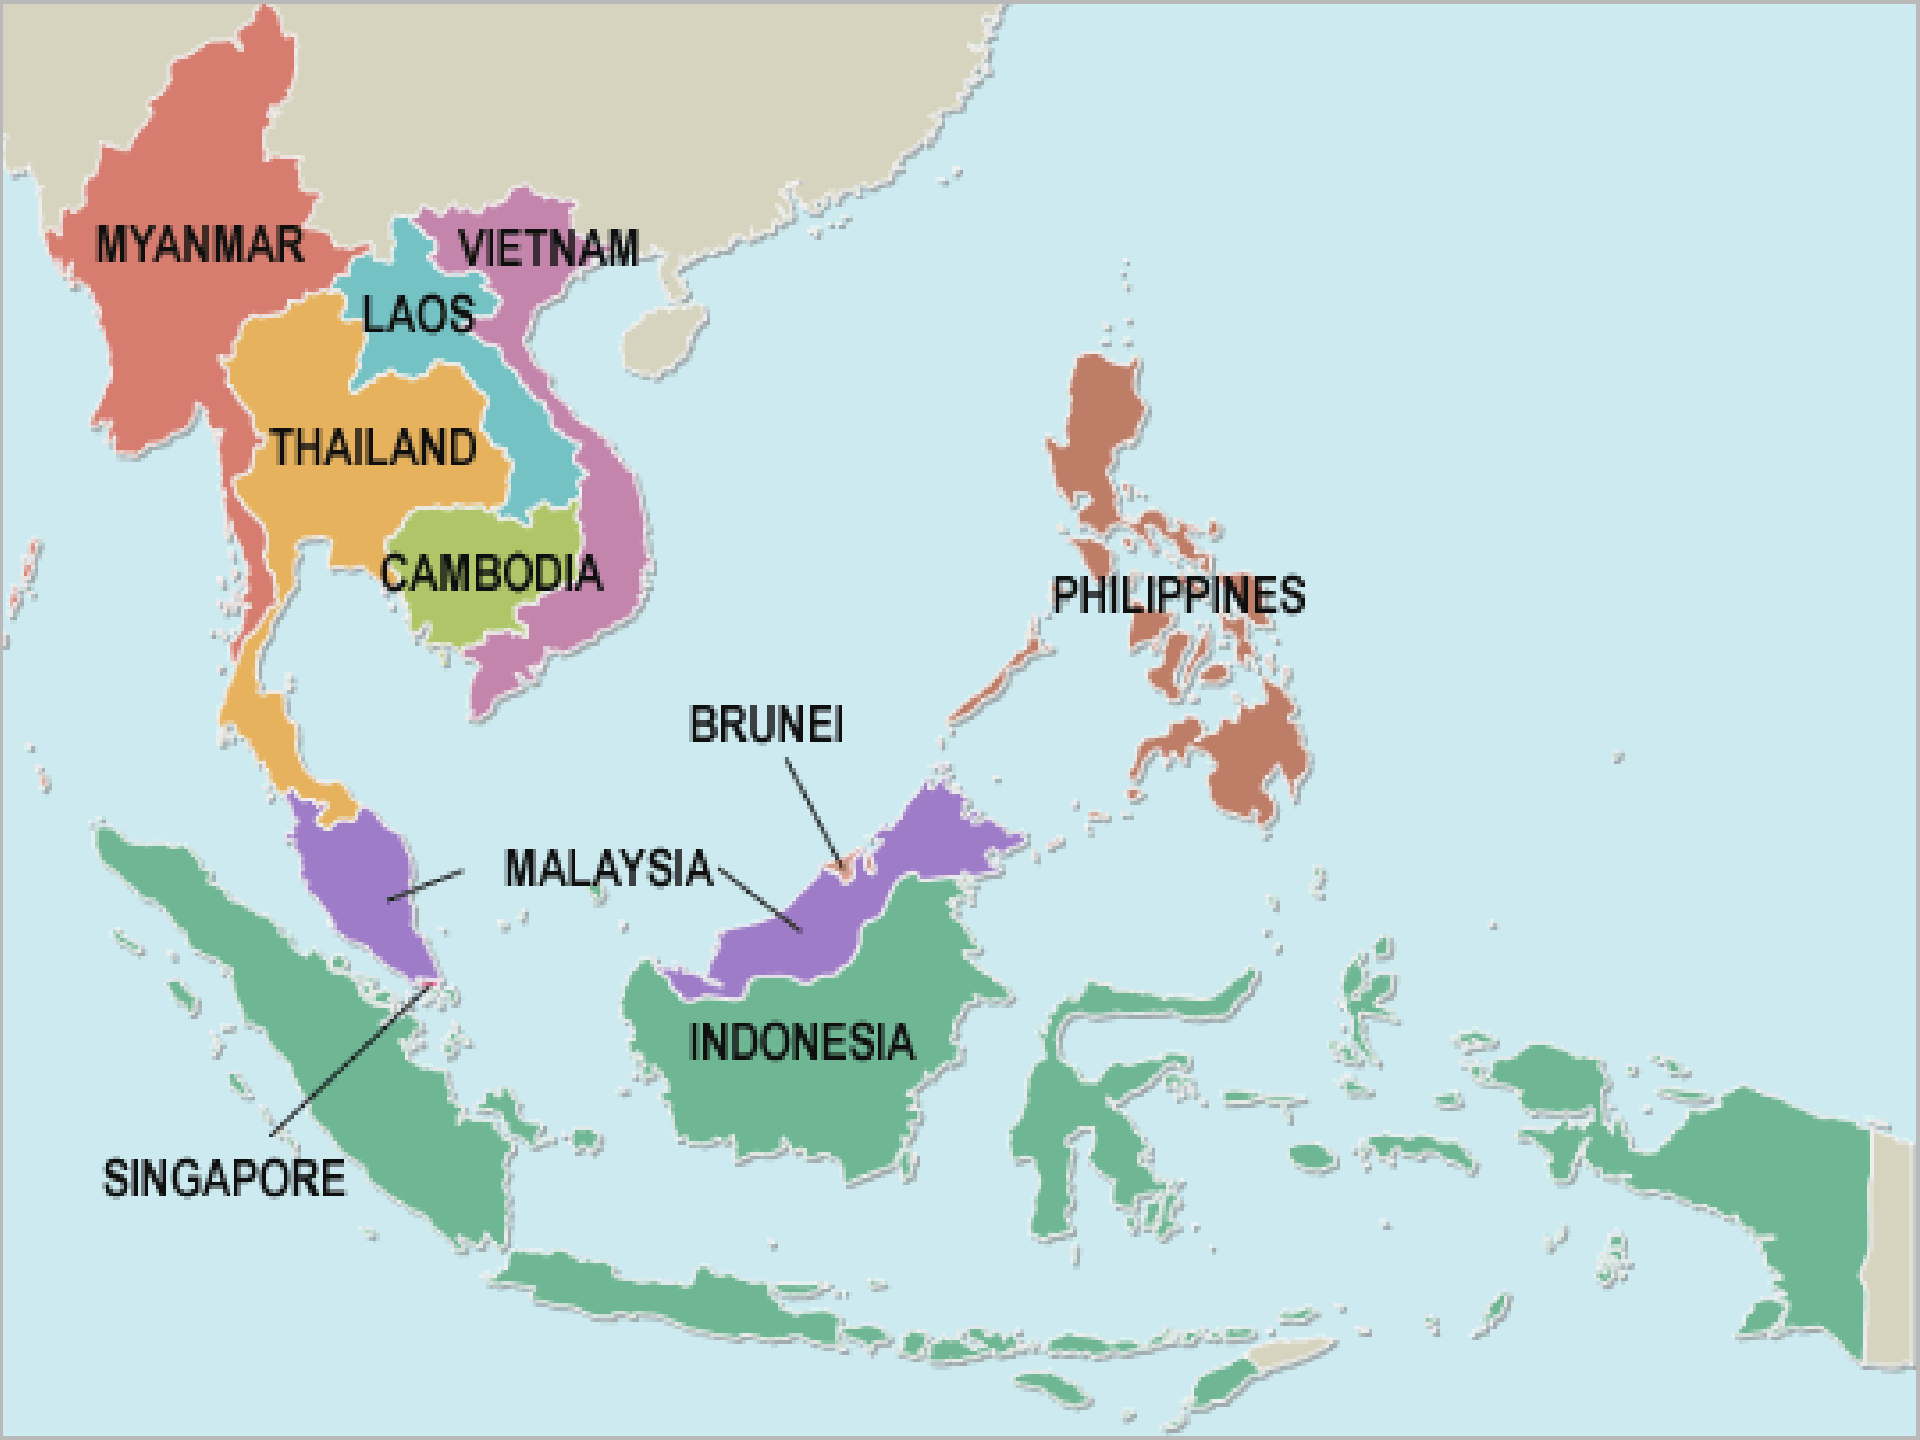 MYANMAR
VIETNAM
LAOS
THAILAND
CAMBODIA
PHILIPPINES
BRUNEI
MALAYSIA
INDONESIA
SINGAPORE